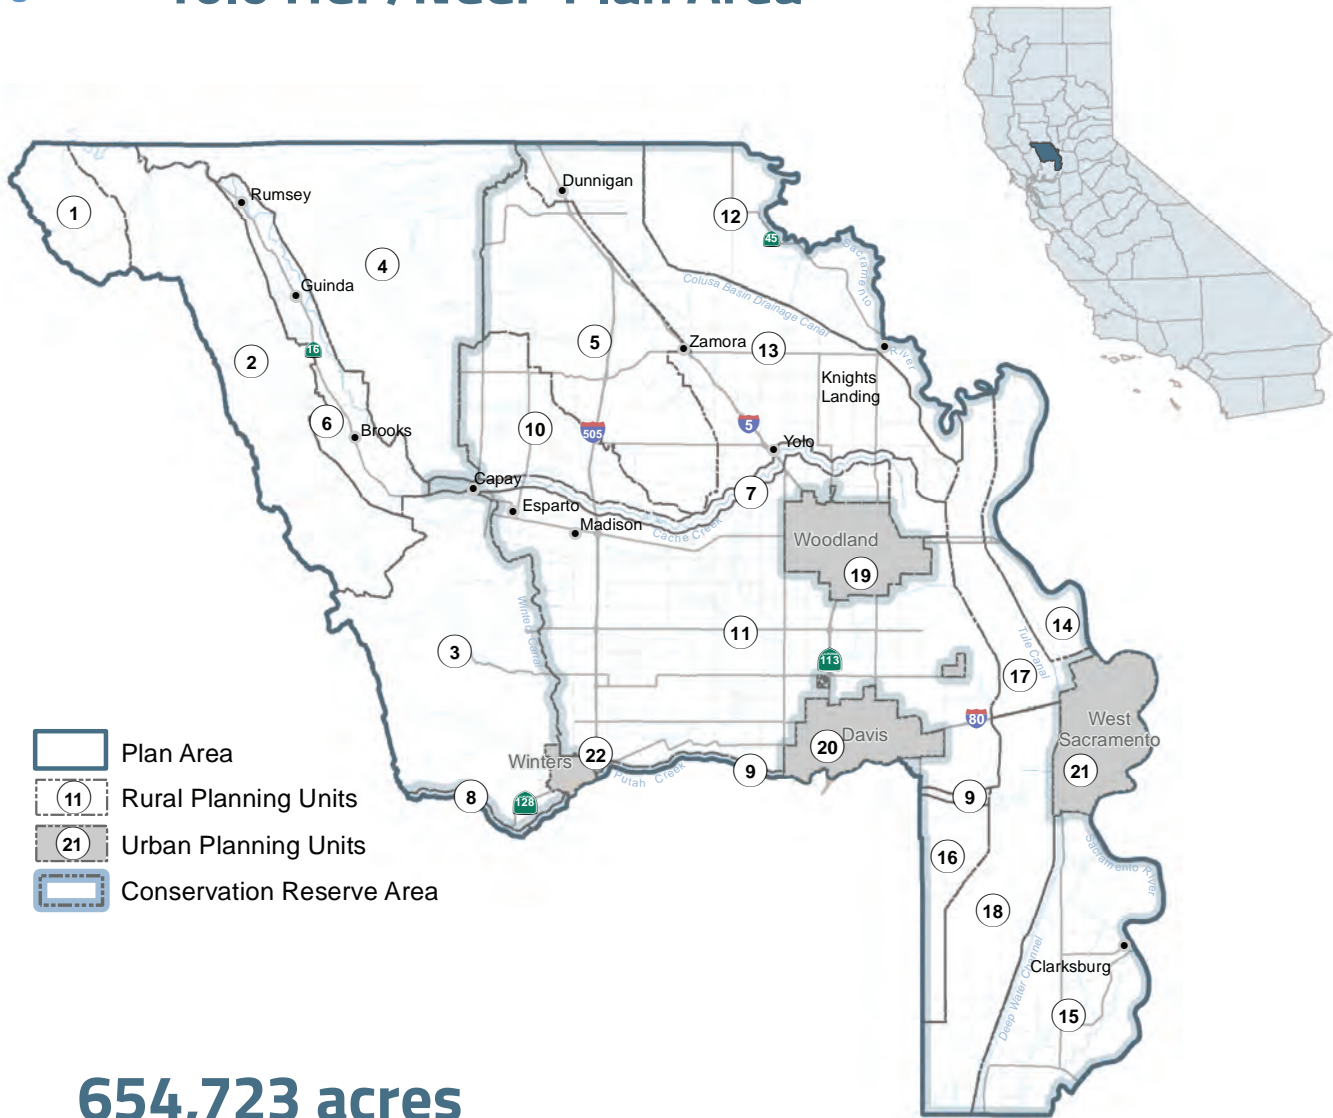 HCP/NCCP Plan Area
1
Rumsey
4
Guinda
2
16
6
Brooks
Dunnigan
12
45
Sacramento
River
Colusa Basin Drainage Canal
5
Zamora
13
Knights
Landing
10
505
5
Yolo
Capay
7
Esparto
Madison
Cache Creek
Woodland
19
11
3
Winters Canal
113
14
Tule Canal
17
80
West
Sacramento
21
Winters
22
Putah Creek
9
20
Davis
8
128
9
16
18
Sacramento River
Deep Water Channel
Clarksburg
15
Plan Area
11
Rural Planning Units
21
Urban Planning Units
Conservation Reserve Area
654,723 acres